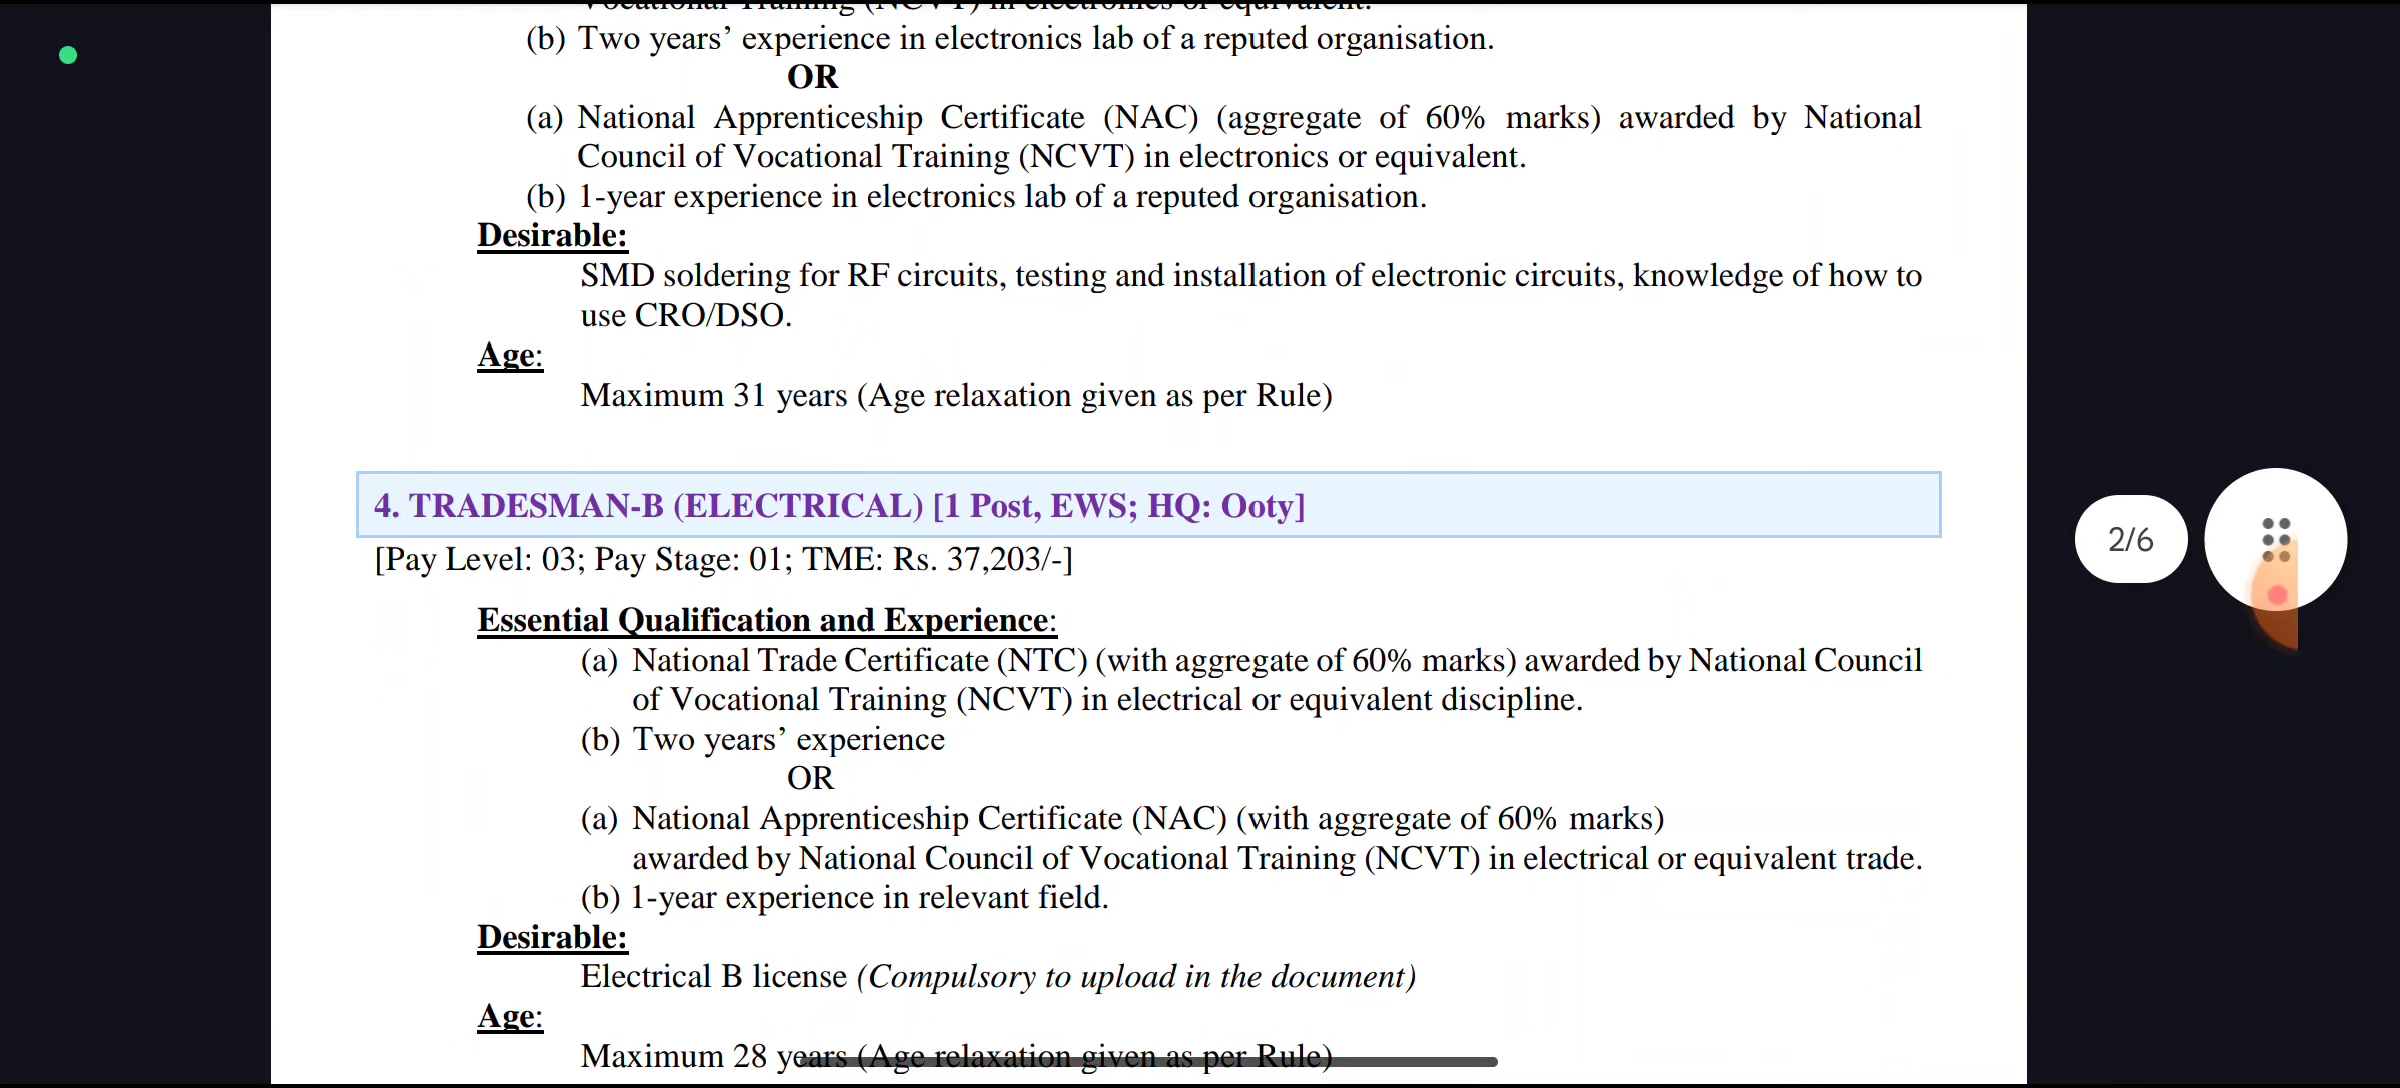 Vocational Training (NCVT) in electronics or equivalent.
(b) Two years’ experience in electronics lab of a reputed organisation.
OR
(a) National Apprenticeship Certificate (NAC) (aggregate of 60% marks) awarded by National
Council of Vocational Training (NCVT) in electronics or equivalent.
(b) 1-year experience in electronics lab of a reputed organisation.
Desirable:
SMD soldering for RF circuits, testing and installation of electronic circuits, knowledge of how to
use CRO/DSO.
Age:
Maximum 31 years (Age relaxation given as per Rule)
4. TRADESMAN-B (ELECTRICAL) [1 Post, EWS; HQ: Ooty]
[Pay Level: 03; Pay Stage: 01; TME: Rs. 37,203/-]
2/6
Essential Qualification and Experience:
(a) National Trade Certificate (NTC) (with aggregate of 60% marks) awarded by National Council
of Vocational Training (NCVT) in electrical or equivalent discipline.
(b) Two years’ experience
OR
(a) National Apprenticeship Certificate (NAC) (with aggregate of 60% marks)
awarded by National Council of Vocational Training (NCVT) in electrical or equivalent trade.
(b) 1-year experience in relevant field.
Desirable:
Electrical B license (Compulsory to upload in the document)
Age:
Maximum 28 years (Age relaxation given as per Rule)